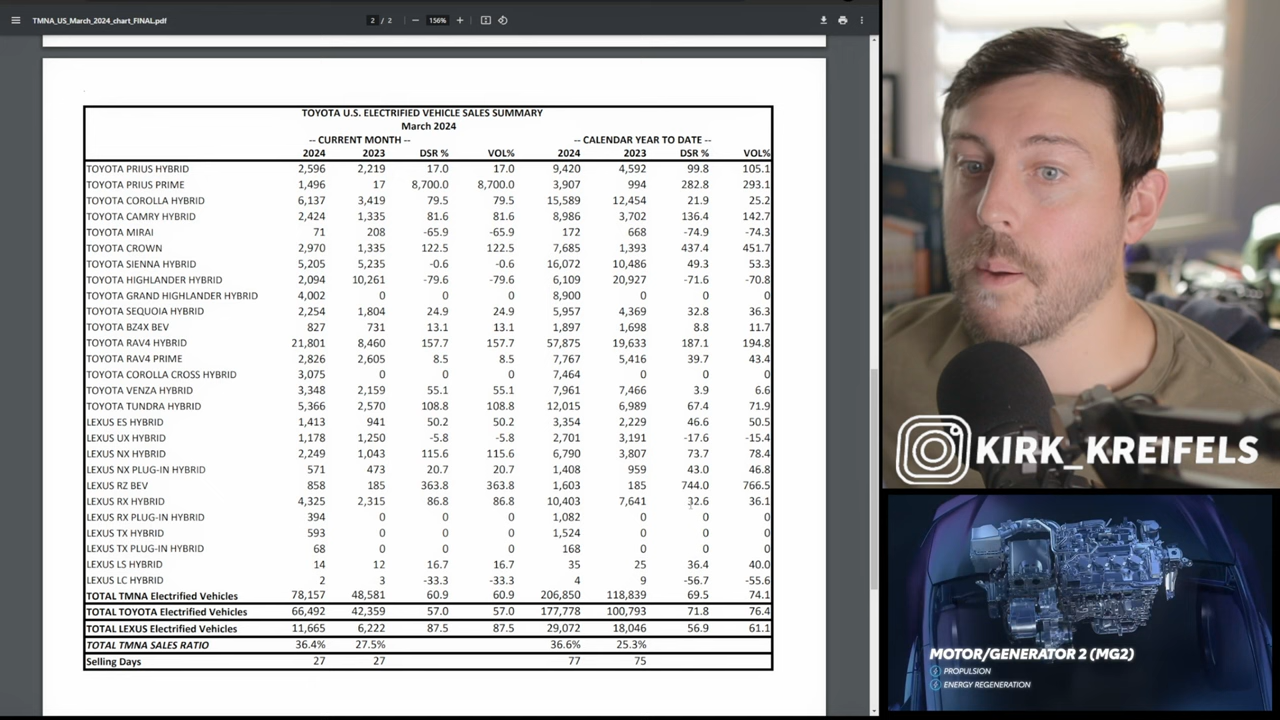 TMNA_US_March_2024_chart_FINAL.pdf 2 / 2 156%
TOYOTA U.S. ELECTRIFIED VEHICLE SALES SUMMARY
March 2024
-- CURRENT MONTH -- -- CALENDAR YEAR TO DATE --
2024 2023 DSR % VOL% 2024 2023 DSR % VOL%
TOYOTA PRIUS HYBRID 2,596 2,219 17.0 17.0 9,420 4,592 99.8 105.1
TOYOTA PRIUS PRIME 1,496 17 8,700.0 8,700.0 3,907 994 282.8 293.1
TOYOTA COROLLA HYBRID 6,137 3,419 79.5 79.5 15,589 12,454 21.9 25.2
TOYOTA CAMRY HYBRID 2,424 1,335 81.6 81.6 8,986 3,702 136.4 142.7
TOYOTA MIRAI 71 208 -65.9 -65.9 172 668 -74.9 -74.3
TOYOTA CROWN 2,970 1,335 122.5 122.5 7,685 1,393 437.4 451.7
TOYOTA SIENNA HYBRID 5,205 5,235 -0.6 -0.6 16,072 10,486 49.3 53.3
TOYOTA HIGHLANDER HYBRID 2,094 10,261 -79.6 -79.6 6,109 20,927 -71.6 -70.8
TOYOTA GRAND HIGHLANDER HYBRID 4,002 0 0 0 8,900 0 0 0
TOYOTA SEQUOIA HYBRID 2,254 1,804 24.9 24.9 5,957 4,369 32.8 36.3
TOYOTA BZ4X BEV 827 731 13.1 13.1 1,897 1,698 8.8 11.7
TOYOTA RAV4 HYBRID 21,801 8,460 157.7 157.7 57,875 19,633 187.1 194.8
TOYOTA RAV4 PRIME 2,826 2,605 8.5 8.5 7,767 5,416 39.7 43.4
TOYOTA COROLLA CROSS HYBRID 3,075 0 0 0 7,464 0 0 0
TOYOTA VENZA HYBRID 3,348 2,159 55.1 55.1 7,961 7,466 3.9 6.6
TOYOTA TUNDRA HYBRID 5,366 2,570 108.8 108.8 12,015 6,989 67.4 71.9
LEXUS ES HYBRID 1,413 941 50.2 50.2 3,354 2,229 46.6 50.5
LEXUS UX HYBRID 1,178 1,250 -5.8 -5.8 2,701 3,191 -17.6 -15.4
LEXUS NX HYBRID 2,249 1,043 115.6 115.6 6,790 3,807 73.7 78.4
LEXUS NX PLUG-IN HYBRID 571 473 20.7 20.7 1,408 959 43.0 46.8
LEXUS RZ BEV 858 185 363.8 363.8 1,603 185 744.0 766.5
LEXUS RX HYBRID 4,325 2,315 86.8 86.8 10,403 7,641 32.6 36.1
LEXUS RX PLUG-IN HYBRID 394 0 0 0 1,082 0 0 0
LEXUS TX HYBRID 593 0 0 0 1,524 0 0 0
LEXUS TX PLUG-IN HYBRID 68 0 0 0 168 0 0 0
LEXUS LS HYBRID 14 12 16.7 16.7 35 25 36.4 40.0
LEXUS LC HYBRID 2 3 -33.3 -33.3 4 9 -56.7 -55.6
TOTAL TMNA Electrified Vehicles 78,157 48,581 60.9 60.9 206,850 118,839 69.5 74.1
TOTAL TOYOTA Electrified Vehicles 66,492 42,359 57.0 57.0 177,778 100,793 71.8 76.4
TOTAL LEXUS Electrified Vehicles 11,665 6,222 87.5 87.5 29,072 18,046 56.9 61.1
TOTAL TMNA SALES RATIO 36.4% 27.5% 36.6% 25.3%
Selling Days 27 27 77 75
KIRK_KREIFELS
MOTOR/GENERATOR 2 (MG2)
PROPULSION
ENERGY REGENERATION